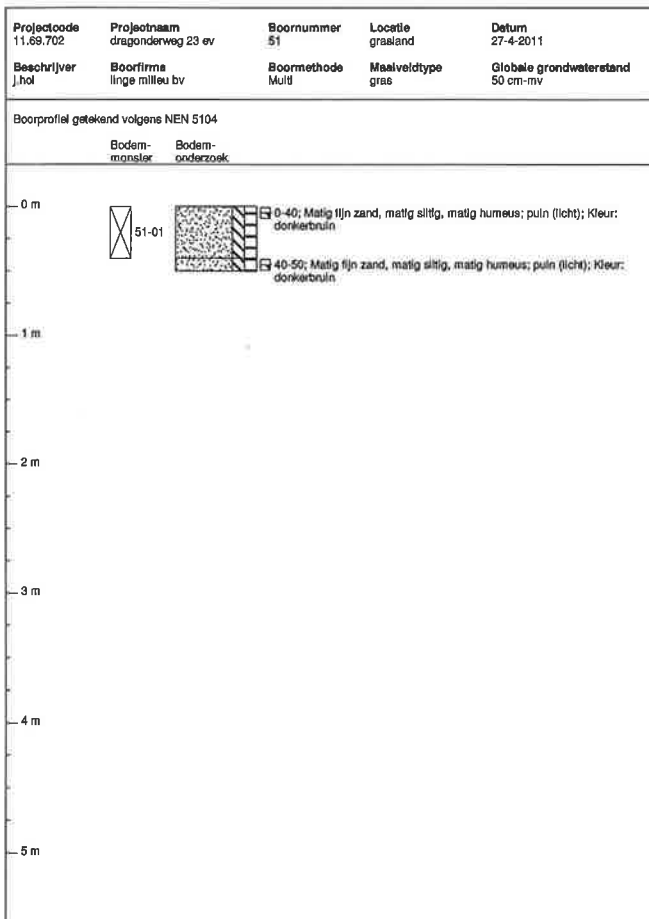 Projectcode Projectnaam Boornummer Locatie Datum
11.69.702 dragonderweg 23 ev 51 grasland 27-4-2011
Beschrijver Boorfirma Boormethode Maaiveldtype Globale grondwaterstand
j.hol linge milieu bv Multi gras 50 cm-mv
Boorprofiel getekend volgens NEN 5104
Bodem- Bodem-
monster onderzoek
0 m
51-01
0-40; Matig fijn zand, matig siltig, matig humeus; puin (licht); Kleur:
donkerbruin
40-50; Matig fijn zand, matig siltig, matig humeus; puin (licht); Kleur:
donkerbruin
1 m
2 m
3 m
4 m
5 m